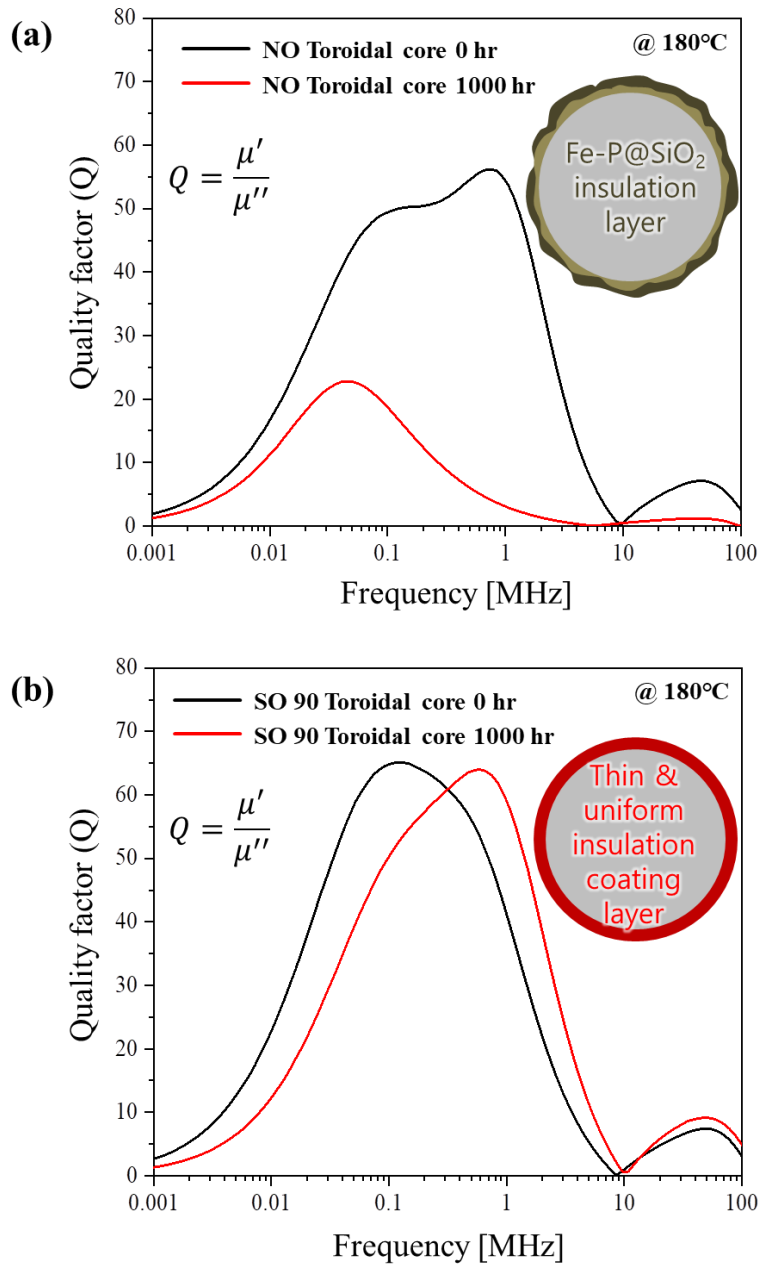 (a)
80
70
60
50
40
30
20
10
0
Quality factor (Q)
NO Toroidal core 0 hr
NO Toroidal core 1000 hr
@ 180°C
Q = μ′/μ′′
Fe-P@SiO₂
insulation
layer
0.001 0.01 0.1 1 10 100
Frequency [MHz]
(b)
80
70
60
50
40
30
20
10
0
Quality factor (Q)
SO 90 Toroidal core 0 hr
SO 90 Toroidal core 1000 hr
@ 180°C
Q = μ′/μ′′
Thin &
uniform
insulation
coating
layer
0.001 0.01 0.1 1 10 100
Frequency [MHz]